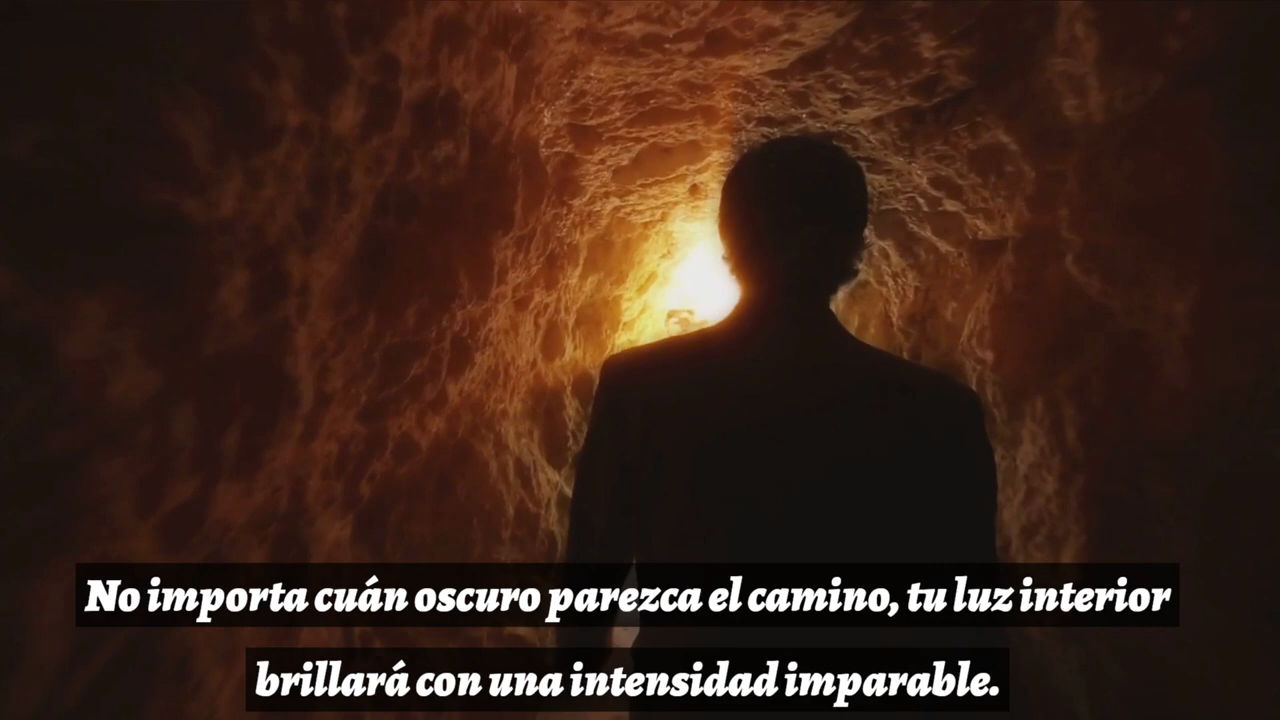 No importa cuán oscuro parezca el camino, tu luz interior
brillará con una intensidad imparable.